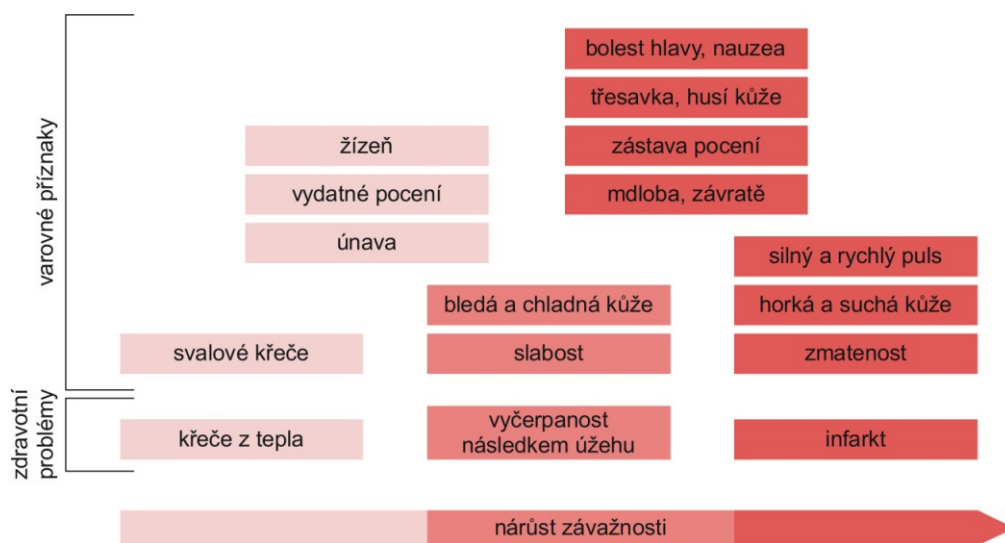 varovné příznaky
bolest hlavy, nauzea
třesavka, husí kůže
žízeň
zástava pocení
vydatné pocení
mdloba, závratě
únava
silný a rychlý puls
bledá a chladná kůže
horká a suchá kůže
svalové křeče
slabost
zmatenost
zdravotní
problémy
křeče z tepla
vyčerpanost
následkem úžehu
infarkt
nárůst závažnosti